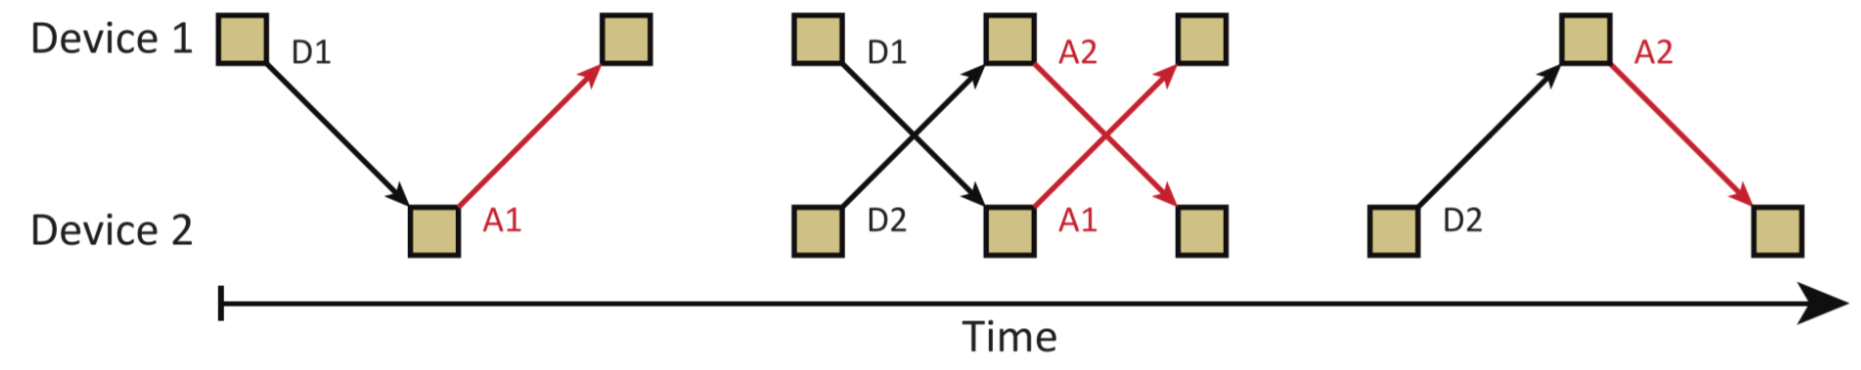 Device 1 D1 D1 A2 A2
A1 D2 A1 D2
Device 2
Time